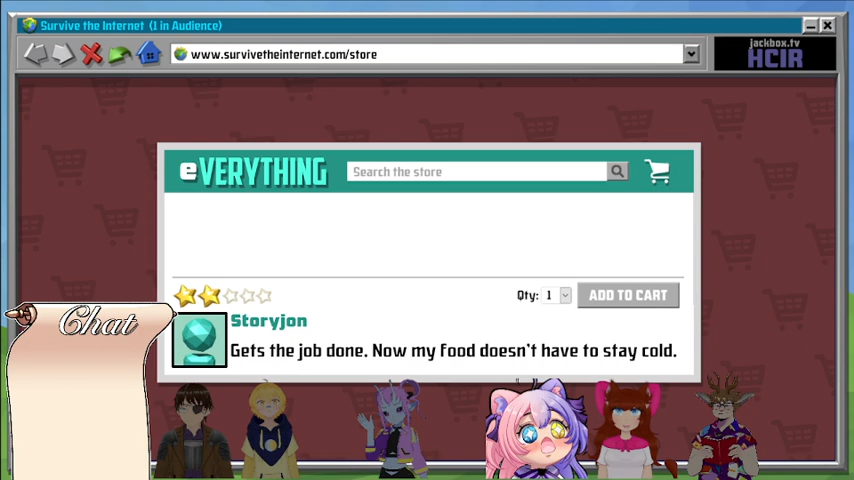 Survive the Internet (1 in Audience)
www.survivetheinternet.com/store
jackbox.tv
HCIR
eVERYTHING
Search the store
Qty: 1
ADD TO CART
Chat
Storyjon
Gets the job done. Now my food doesn't have to stay cold.